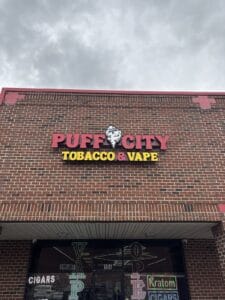 PUFF CITY
TOBACCO & VAPE
CIGARS
Kratom
CIGARS